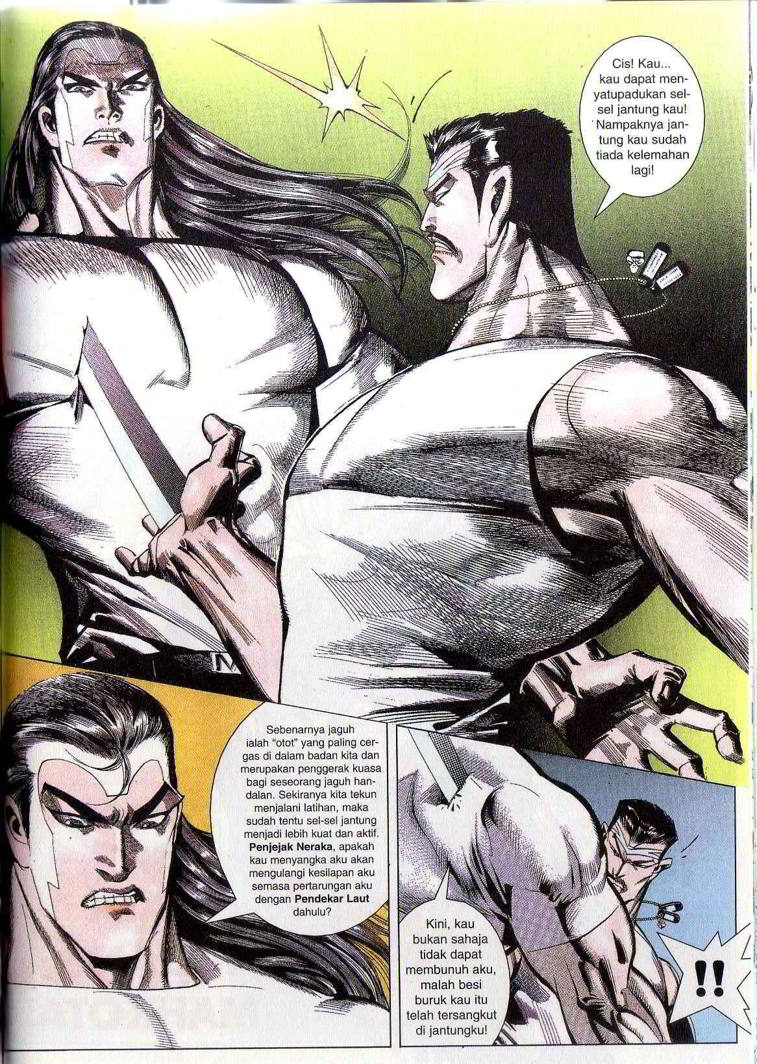 Cis! Kau...
kau dapat men-
yatupadukan sel-
sel jantung kau!
Nampaknya jan-
tung kau sudah
tiada kelemahan
lagi!
Sebenarnya jaguh
ialah "otot" yang paling cer-
gas di dalam badan kita dan
merupakan penggerak kuasa
bagi seseorang jaguh han-
dalan. Sekiranya kita tekun
menjalani latihan, maka
sudah tentu sel-sel jantung
menjadi lebih kuat dan aktif.
Penjejak Neraka, apakah
kau menyangka aku akan
mengulangi kesilapan aku
semasa pertarungan aku
dengan Pendekar Laut
dahulu?
Kini, kau
bukan sahaja
tidak dapat
membunuh aku,
malah besi
buruk kau itu
telah tersangkut
di jantungku!
!!